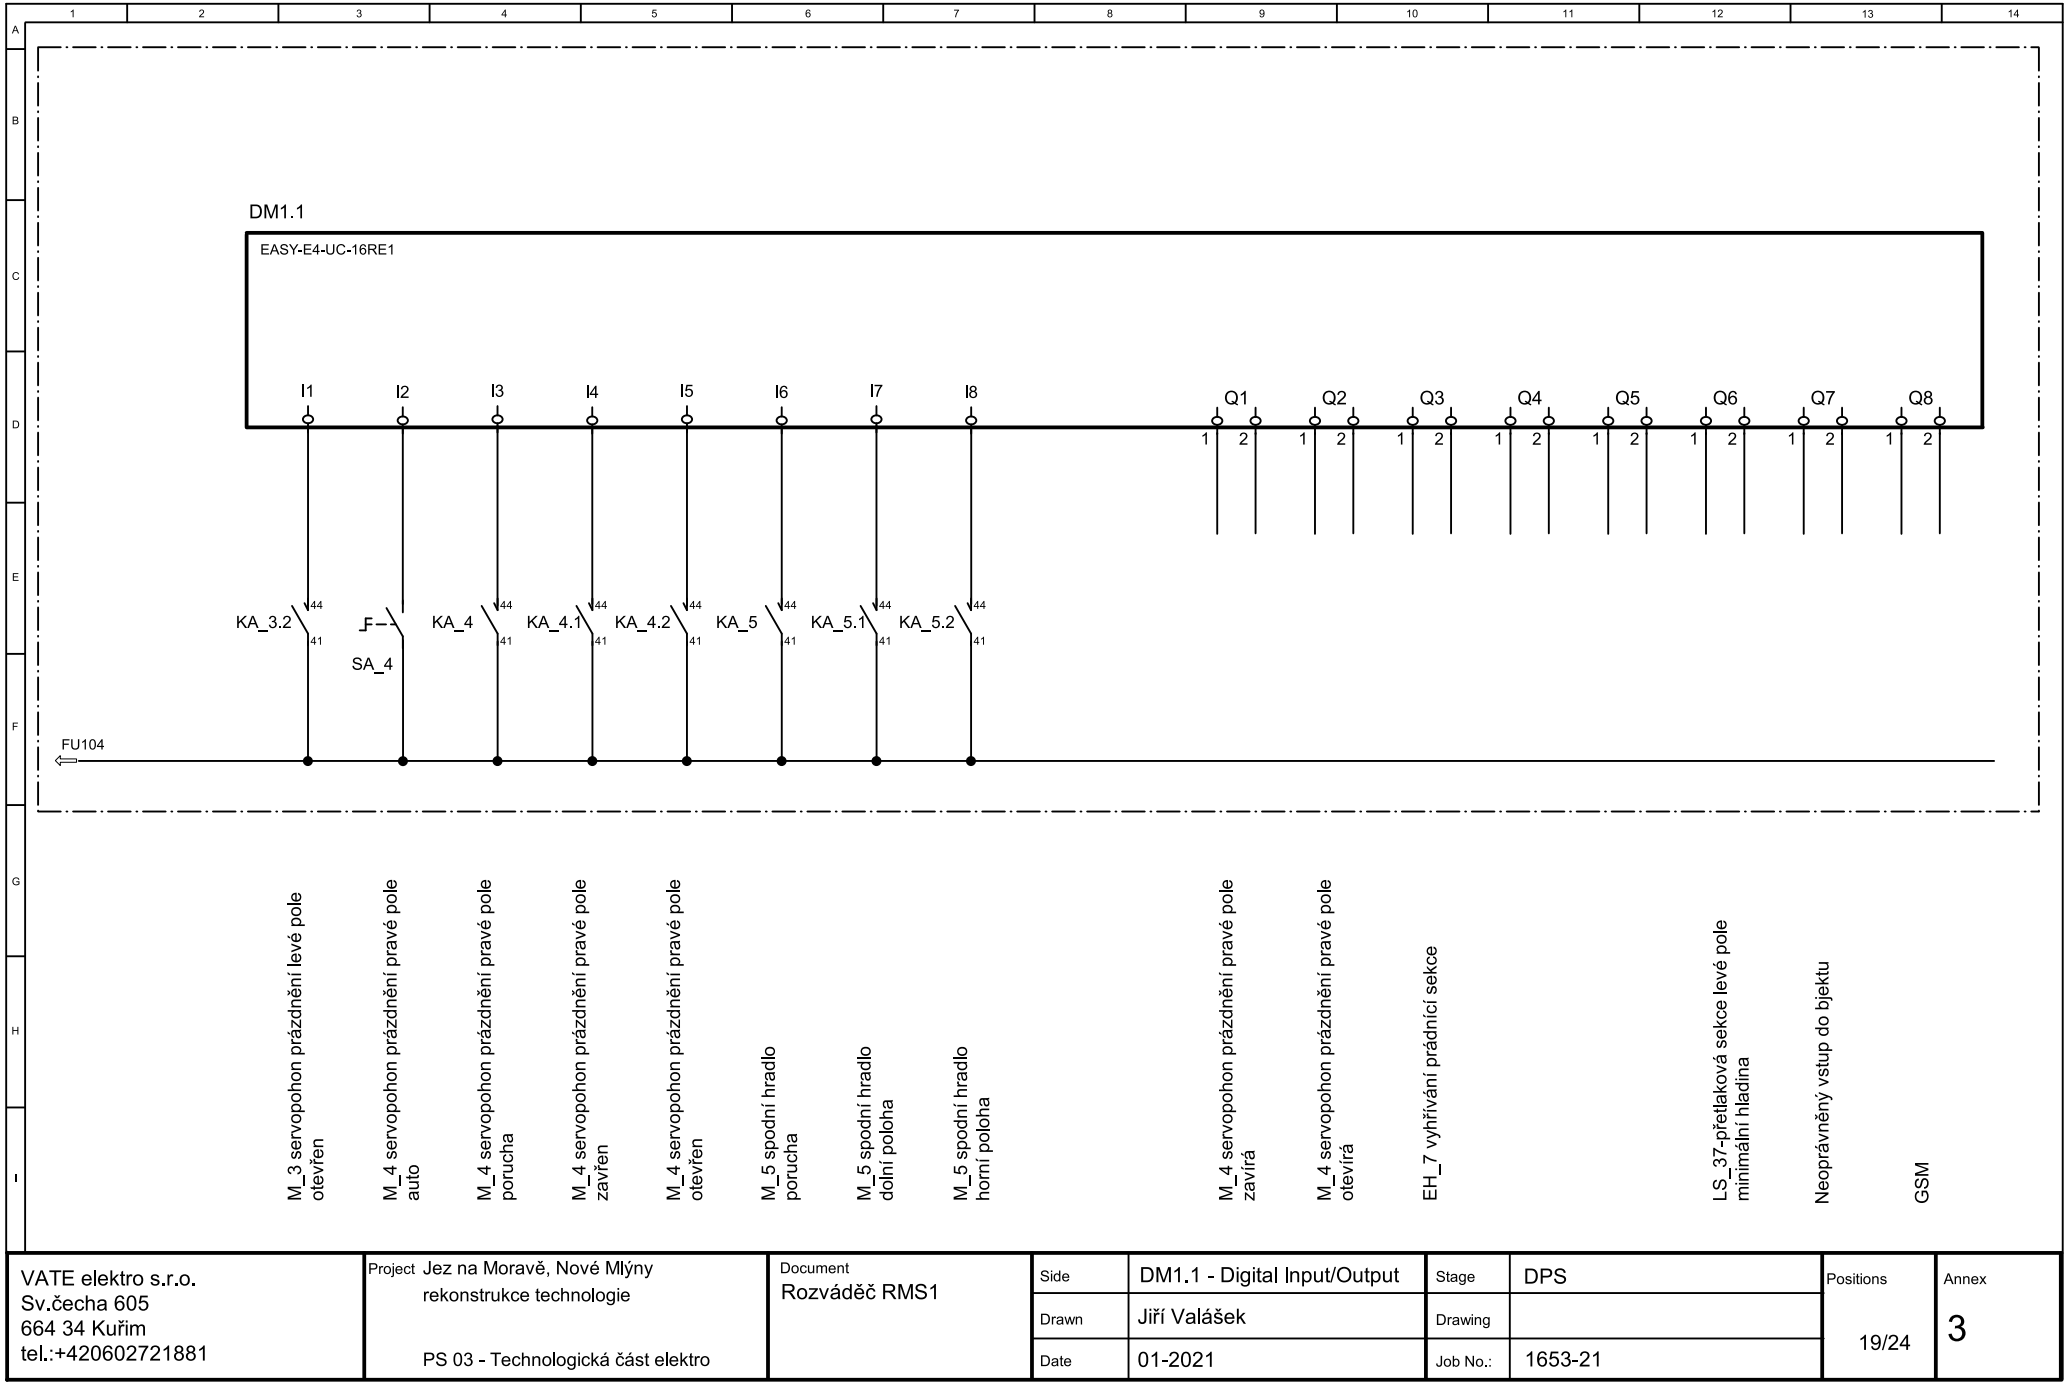 1 2 3 4 5 6 7 8 9 10 11 12 13 14
A
B
C
D
E
F
G
H
I
DM1.1
EASY-E4-UC-16RE1
I1 I2 I3 I4 I5 I6 I7 I8 Q1 Q2 Q3 Q4 Q5 Q6 Q7 Q8
1 2 1 2 1 2 1 2 1 2 1 2 1 2 1 2
44 44 44 44 44 44 44
KA_3.2 KA_4 KA_4.1 KA_4.2 KA_5 KA_5.1 KA_5.2
41 41 41 41 41 41 41
SA_4
FU104
M_3 servopohon prázdnění levé pole
otevřen
M_4 servopohon prázdnění pravé pole
auto
M_4 servopohon prázdnění pravé pole
porucha
M_4 servopohon prázdnění pravé pole
zavřen
M_4 servopohon prázdnění pravé pole
otevřen
M_5 spodní hradlo
porucha
M_5 spodní hradlo
dolní poloha
M_5 spodní hradlo
horní poloha
M_4 servopohon prázdnění pravé pole
zavírá
M_4 servopohon prázdnění pravé pole
otevírá
EH_7 vyhřívání prádnící sekce
LS_37-přetlaková sekce levé pole
minimální hladina
Neoprávněný vstup do bjektu
GSM
VATE elektro s.r.o.
Sv.čecha 605
664 34 Kuřim
tel.:+420602721881
Project Jez na Moravě, Nové Mlýny
rekonstrukce technologie
PS 03 - Technologická část elektro
Document
Rozváděč RMS1
Side DM1.1 - Digital Input/Output
Drawn Jiří Valášek
Date 01-2021
Stage DPS
Drawing
Job No.: 1653-21
Positions
19/24
Annex
3